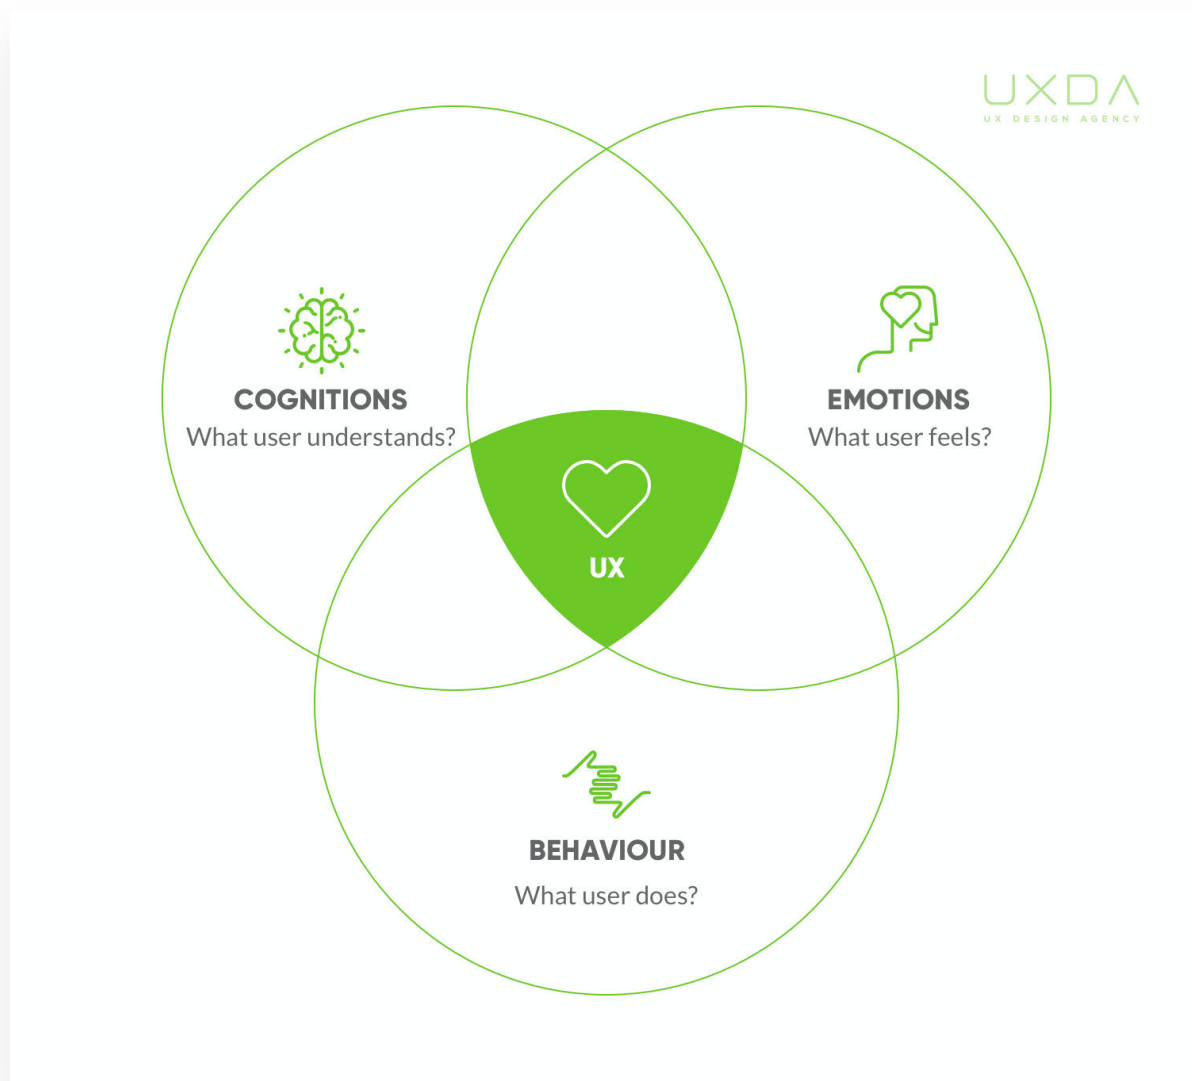 UXDA
UX DESIGN AGENCY
COGNITIONS
What user understands?
EMOTIONS
What user feels?
UX
BEHAVIOUR
What user does?